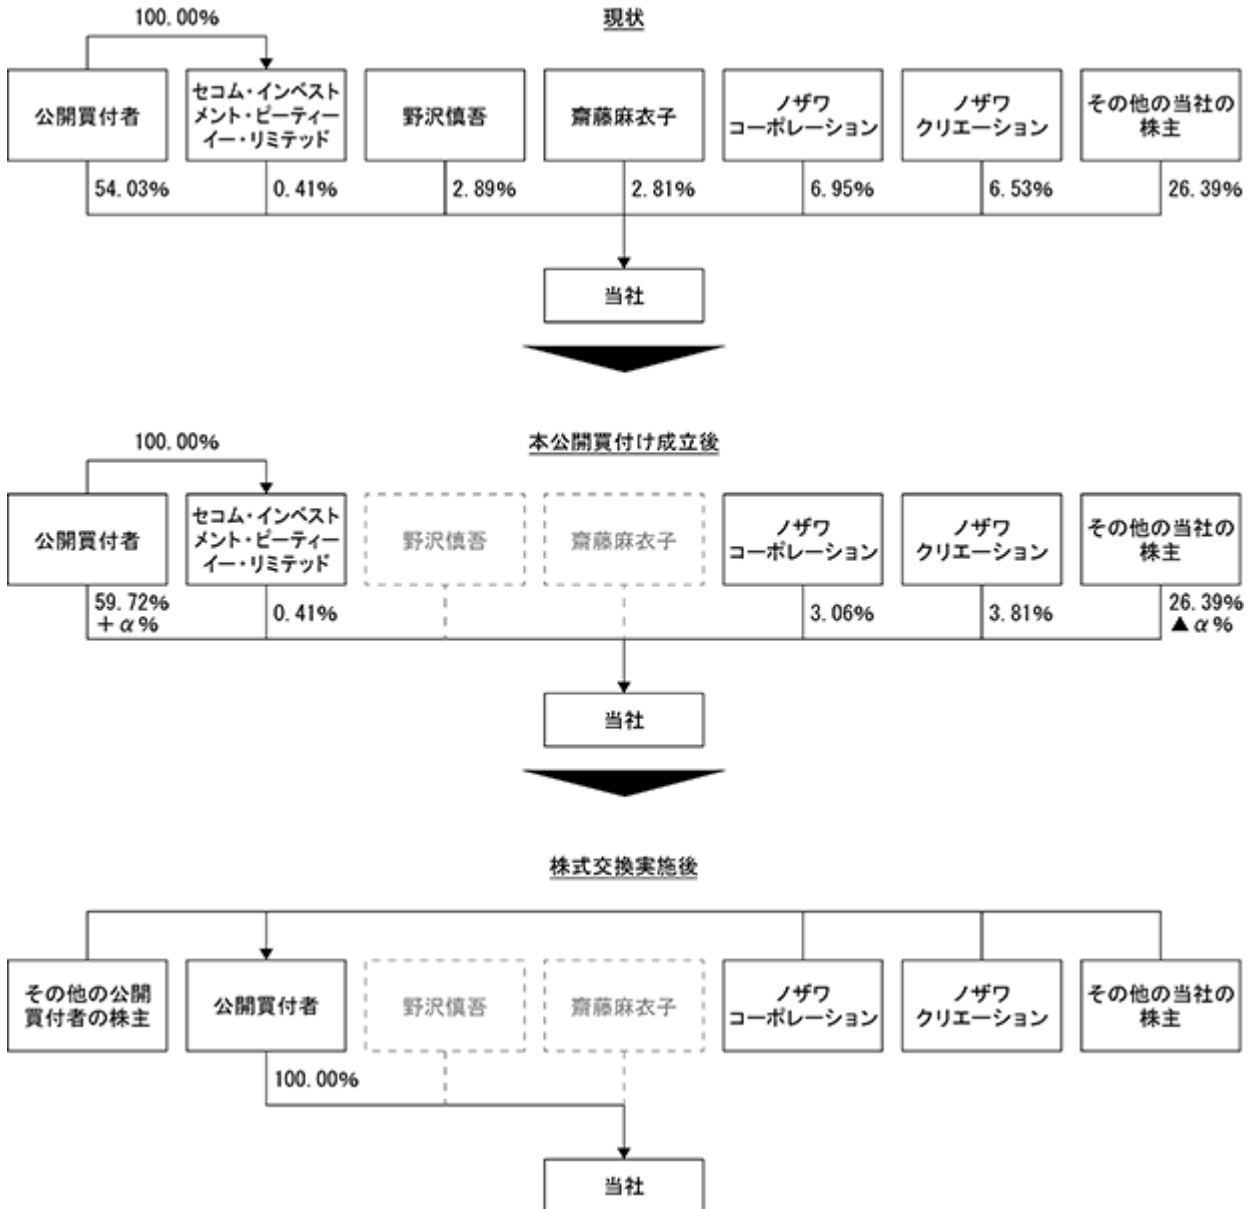 現状
100.00%
公開買付者
セコム・インベスト
メント・ピーティー
イー・リミテッド
野沢慎吾
齋藤麻衣子
ノザワ
コーポレーション
ノザワ
クリエーション
その他の当社の
株主
54.03%
0.41%
2.89%
2.81%
6.95%
6.53%
26.39%
当社
本公開買付け成立後
100.00%
公開買付者
セコム・インベスト
メント・ピーティー
イー・リミテッド
野沢慎吾
齋藤麻衣子
ノザワ
コーポレーション
ノザワ
クリエーション
その他の当社の
株主
59.72%
+α%
0.41%
3.06%
3.81%
26.39%
▲α%
当社
株式交換実施後
その他の公開
買付者の株主
公開買付者
野沢慎吾
齋藤麻衣子
ノザワ
コーポレーション
ノザワ
クリエーション
その他の当社の
株主
100.00%
当社